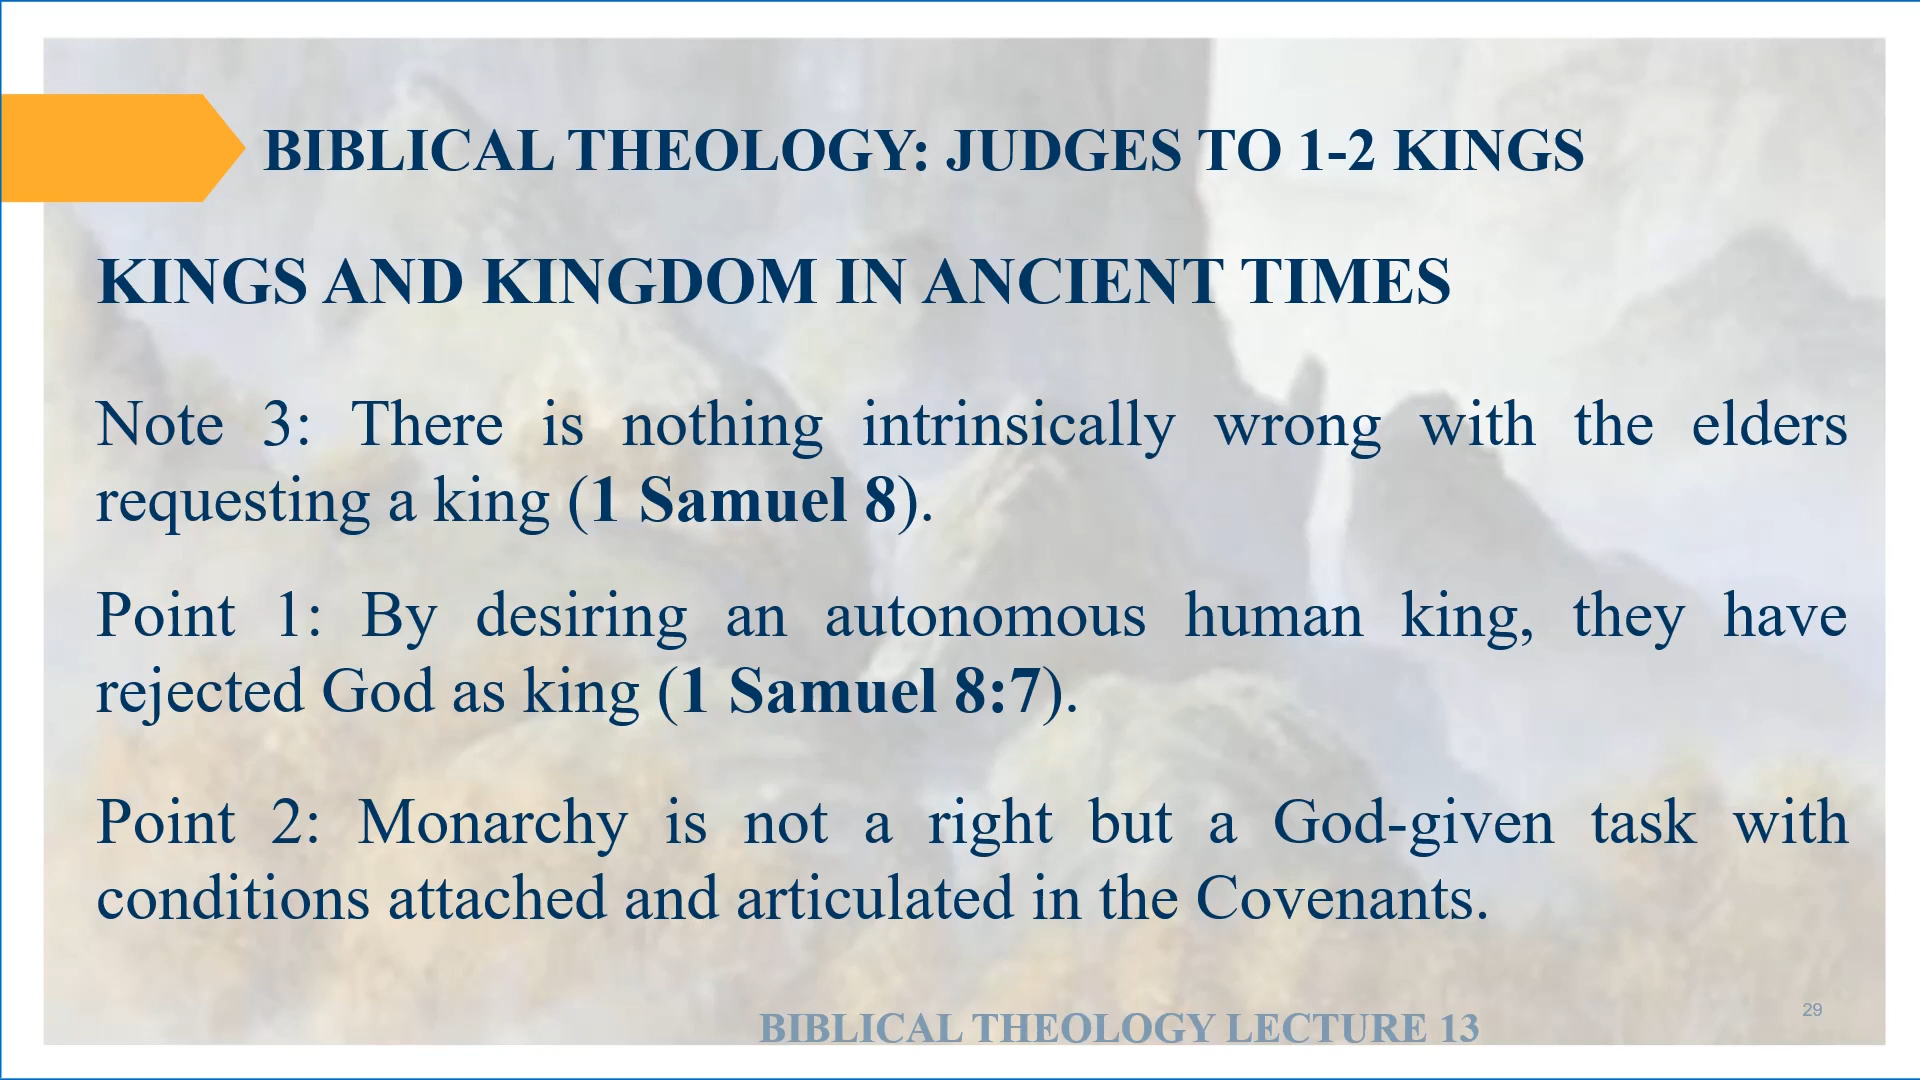 BIBLICAL THEOLOGY: JUDGES TO 1-2 KINGS
KINGS AND KINGDOM IN ANCIENT TIMES
Note 3: There is nothing intrinsically wrong with the elders
requesting a king (1 Samuel 8).
Point 1: By desiring an autonomous human king, they have
rejected God as king (1 Samuel 8:7).
Point 2: Monarchy is not a right but a God-given task with
conditions attached and articulated in the Covenants.
29
BIBLICAL THEOLOGY LECTURE 13